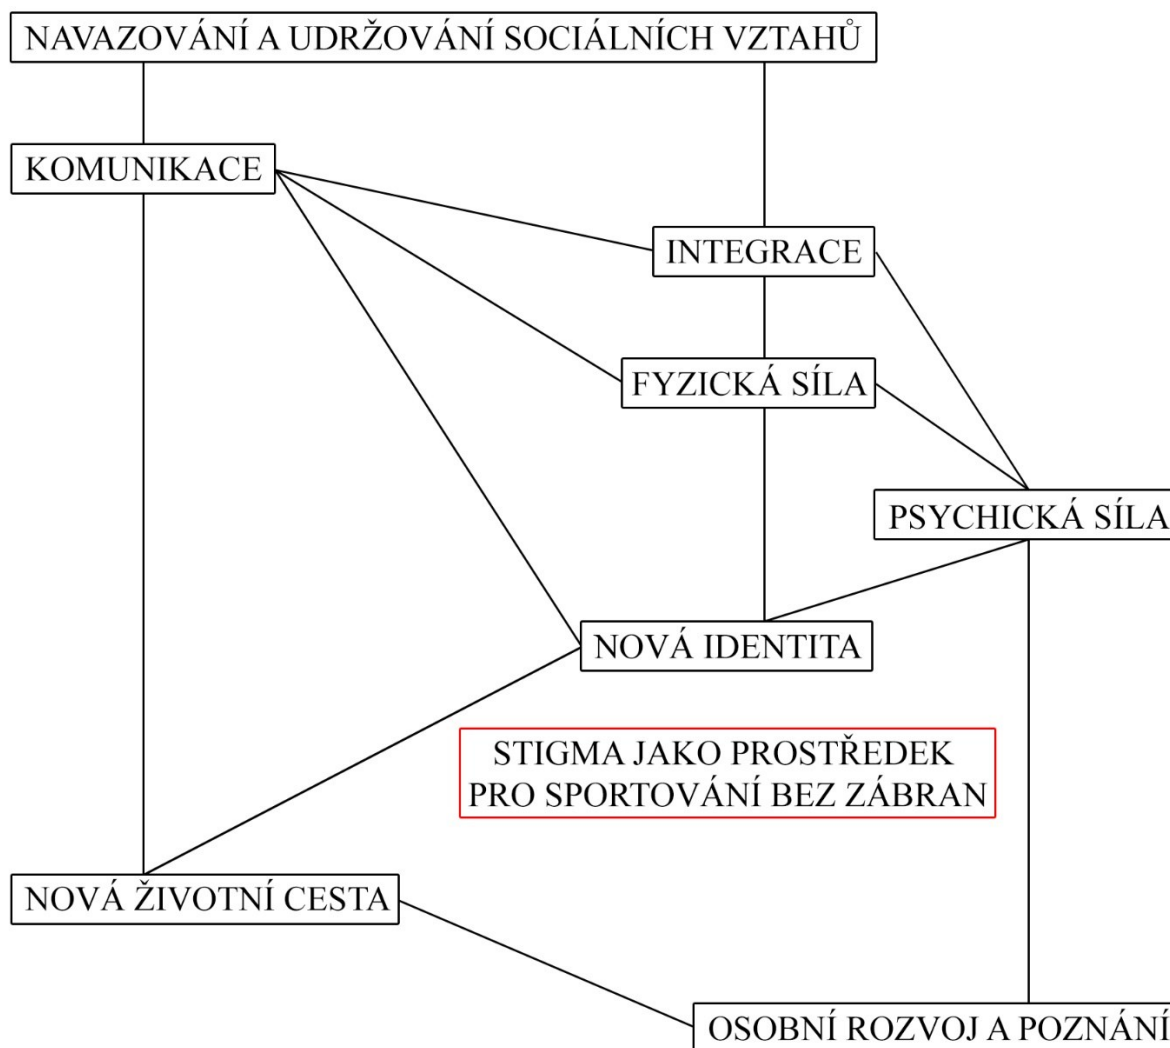 NAVAZOVÁNÍ A UDRŽOVÁNÍ SOCIÁLNÍCH VZTAHŮ
KOMUNIKACE
INTEGRACE
FYZICKÁ SÍLA
PSYCHICKÁ SÍLA
NOVÁ IDENTITA
STIGMA JAKO PROSTŘEDEK
PRO SPORTOVÁNÍ BEZ ZÁBRAN
NOVÁ ŽIVOTNÍ CESTA
OSOBNÍ ROZVOJ A POZNÁNÍ